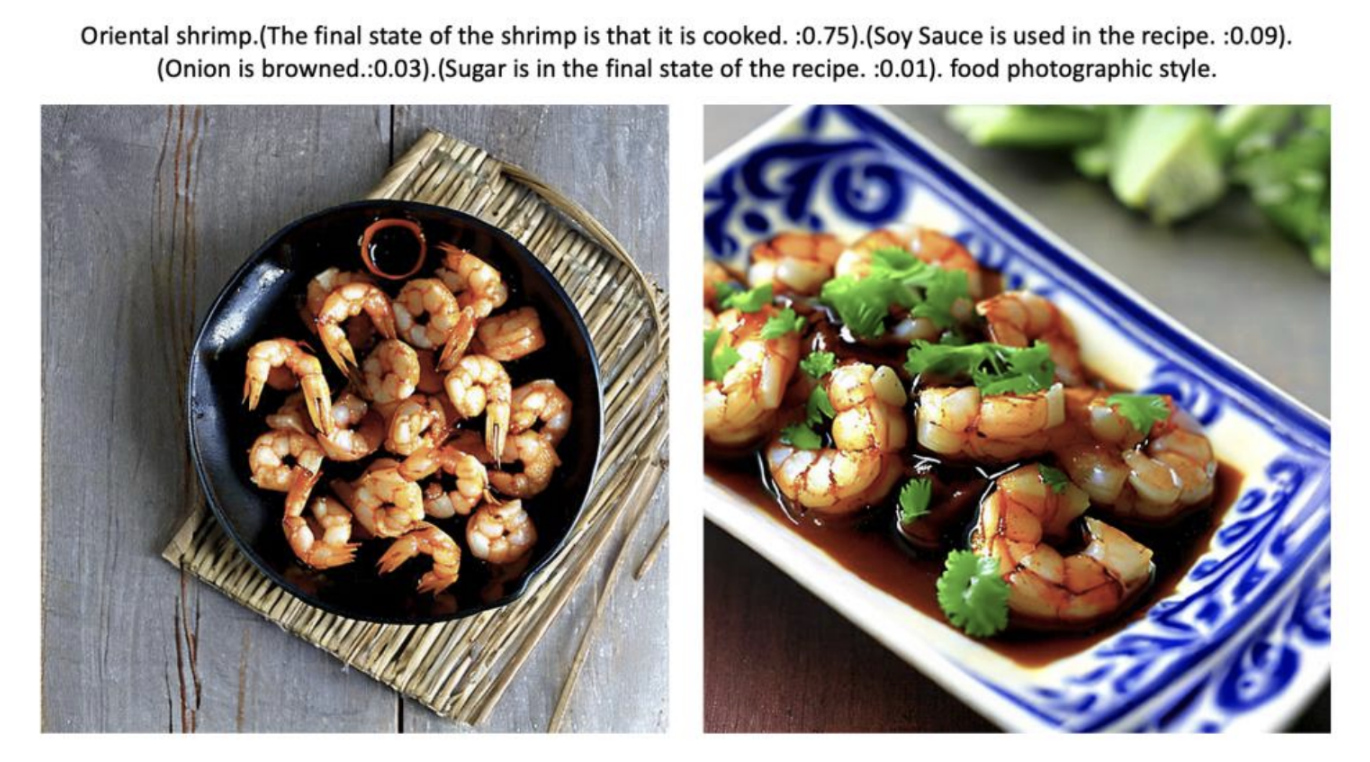 Oriental shrimp.(The final state of the shrimp is that it is cooked. :0.75).(Soy Sauce is used in the recipe. :0.09).
(Onion is browned.:0.03).(Sugar is in the final state of the recipe. :0.01). food photographic style.